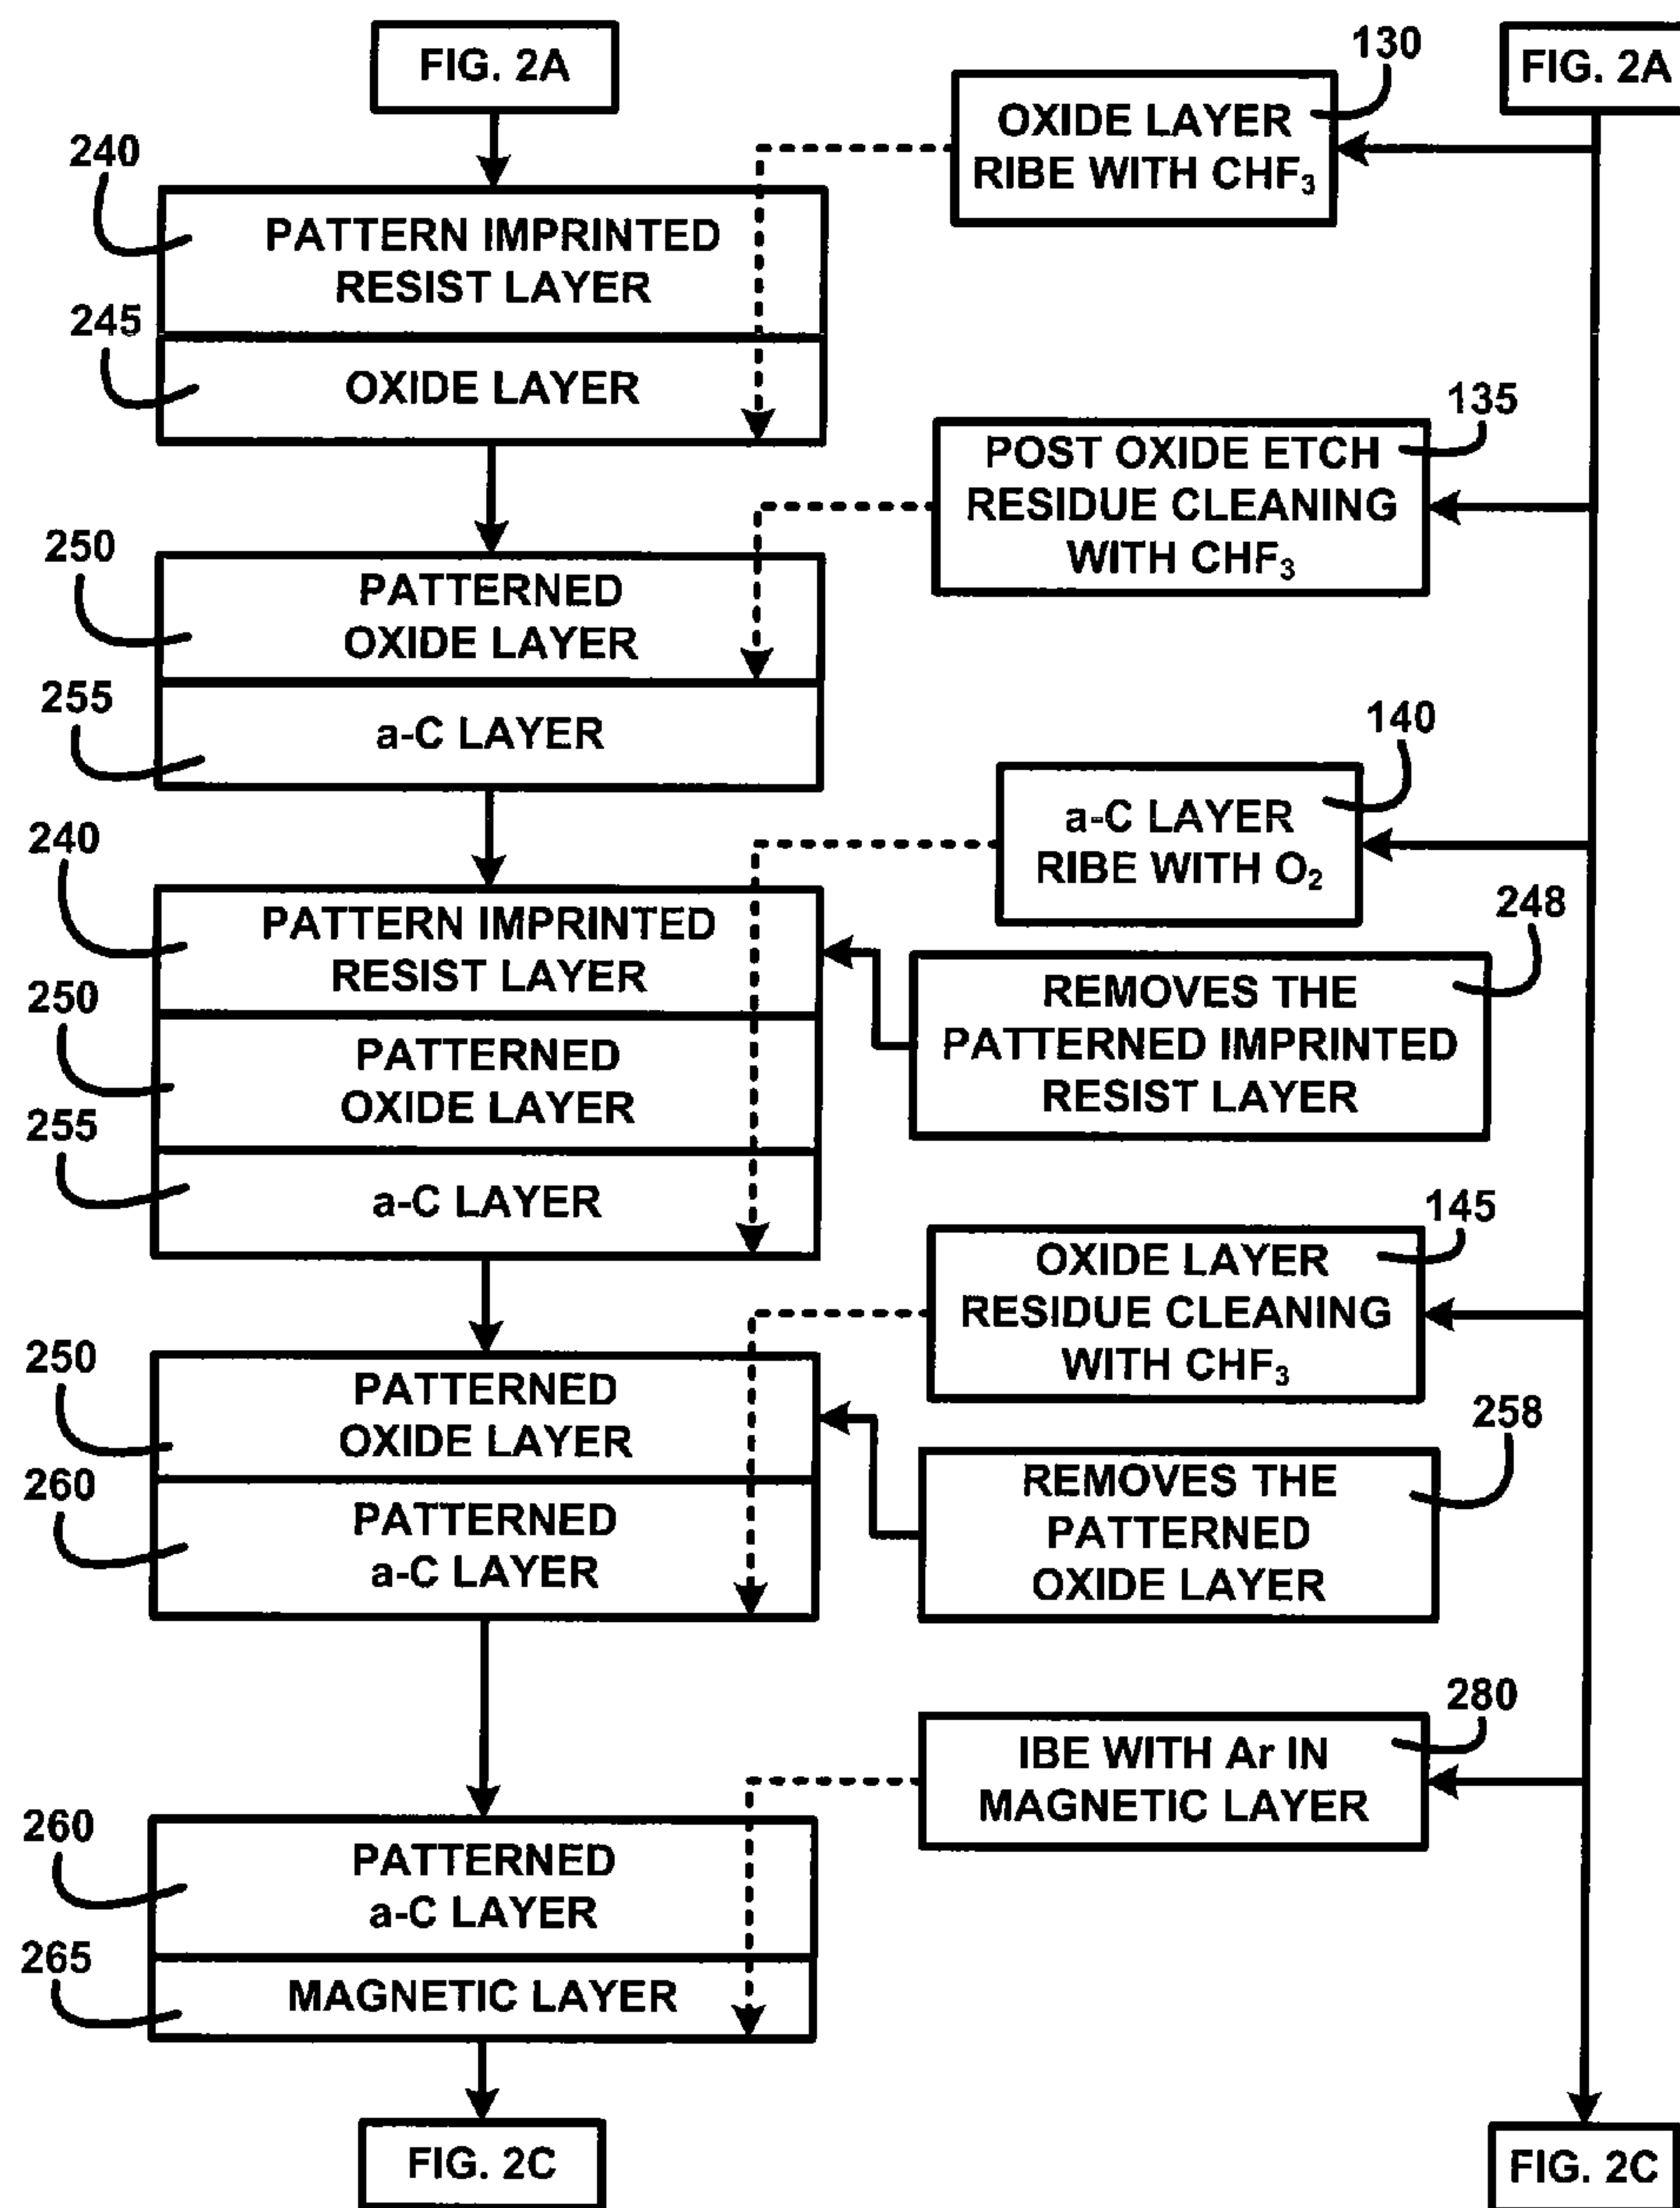 FIG. 2A
FIG. 2A
130
OXIDE LAYER
RIBE WITH CHF₃
240
PATTERN IMPRINTED
RESIST LAYER
245
OXIDE LAYER
135
POST OXIDE ETCH
RESIDUE CLEANING
WITH CHF₃
250
PATTERNED
OXIDE LAYER
255
a-C LAYER
140
a-C LAYER
RIBE WITH O₂
240
PATTERN IMPRINTED
RESIST LAYER
248
REMOVES THE
PATTERNED IMPRINTED
RESIST LAYER
250
PATTERNED
OXIDE LAYER
255
a-C LAYER
145
OXIDE LAYER
RESIDUE CLEANING
WITH CHF₃
250
PATTERNED
OXIDE LAYER
258
REMOVES THE
PATTERNED
OXIDE LAYER
260
PATTERNED
a-C LAYER
280
IBE WITH Ar IN
MAGNETIC LAYER
260
PATTERNED
a-C LAYER
265
MAGNETIC LAYER
FIG. 2C
FIG. 2C